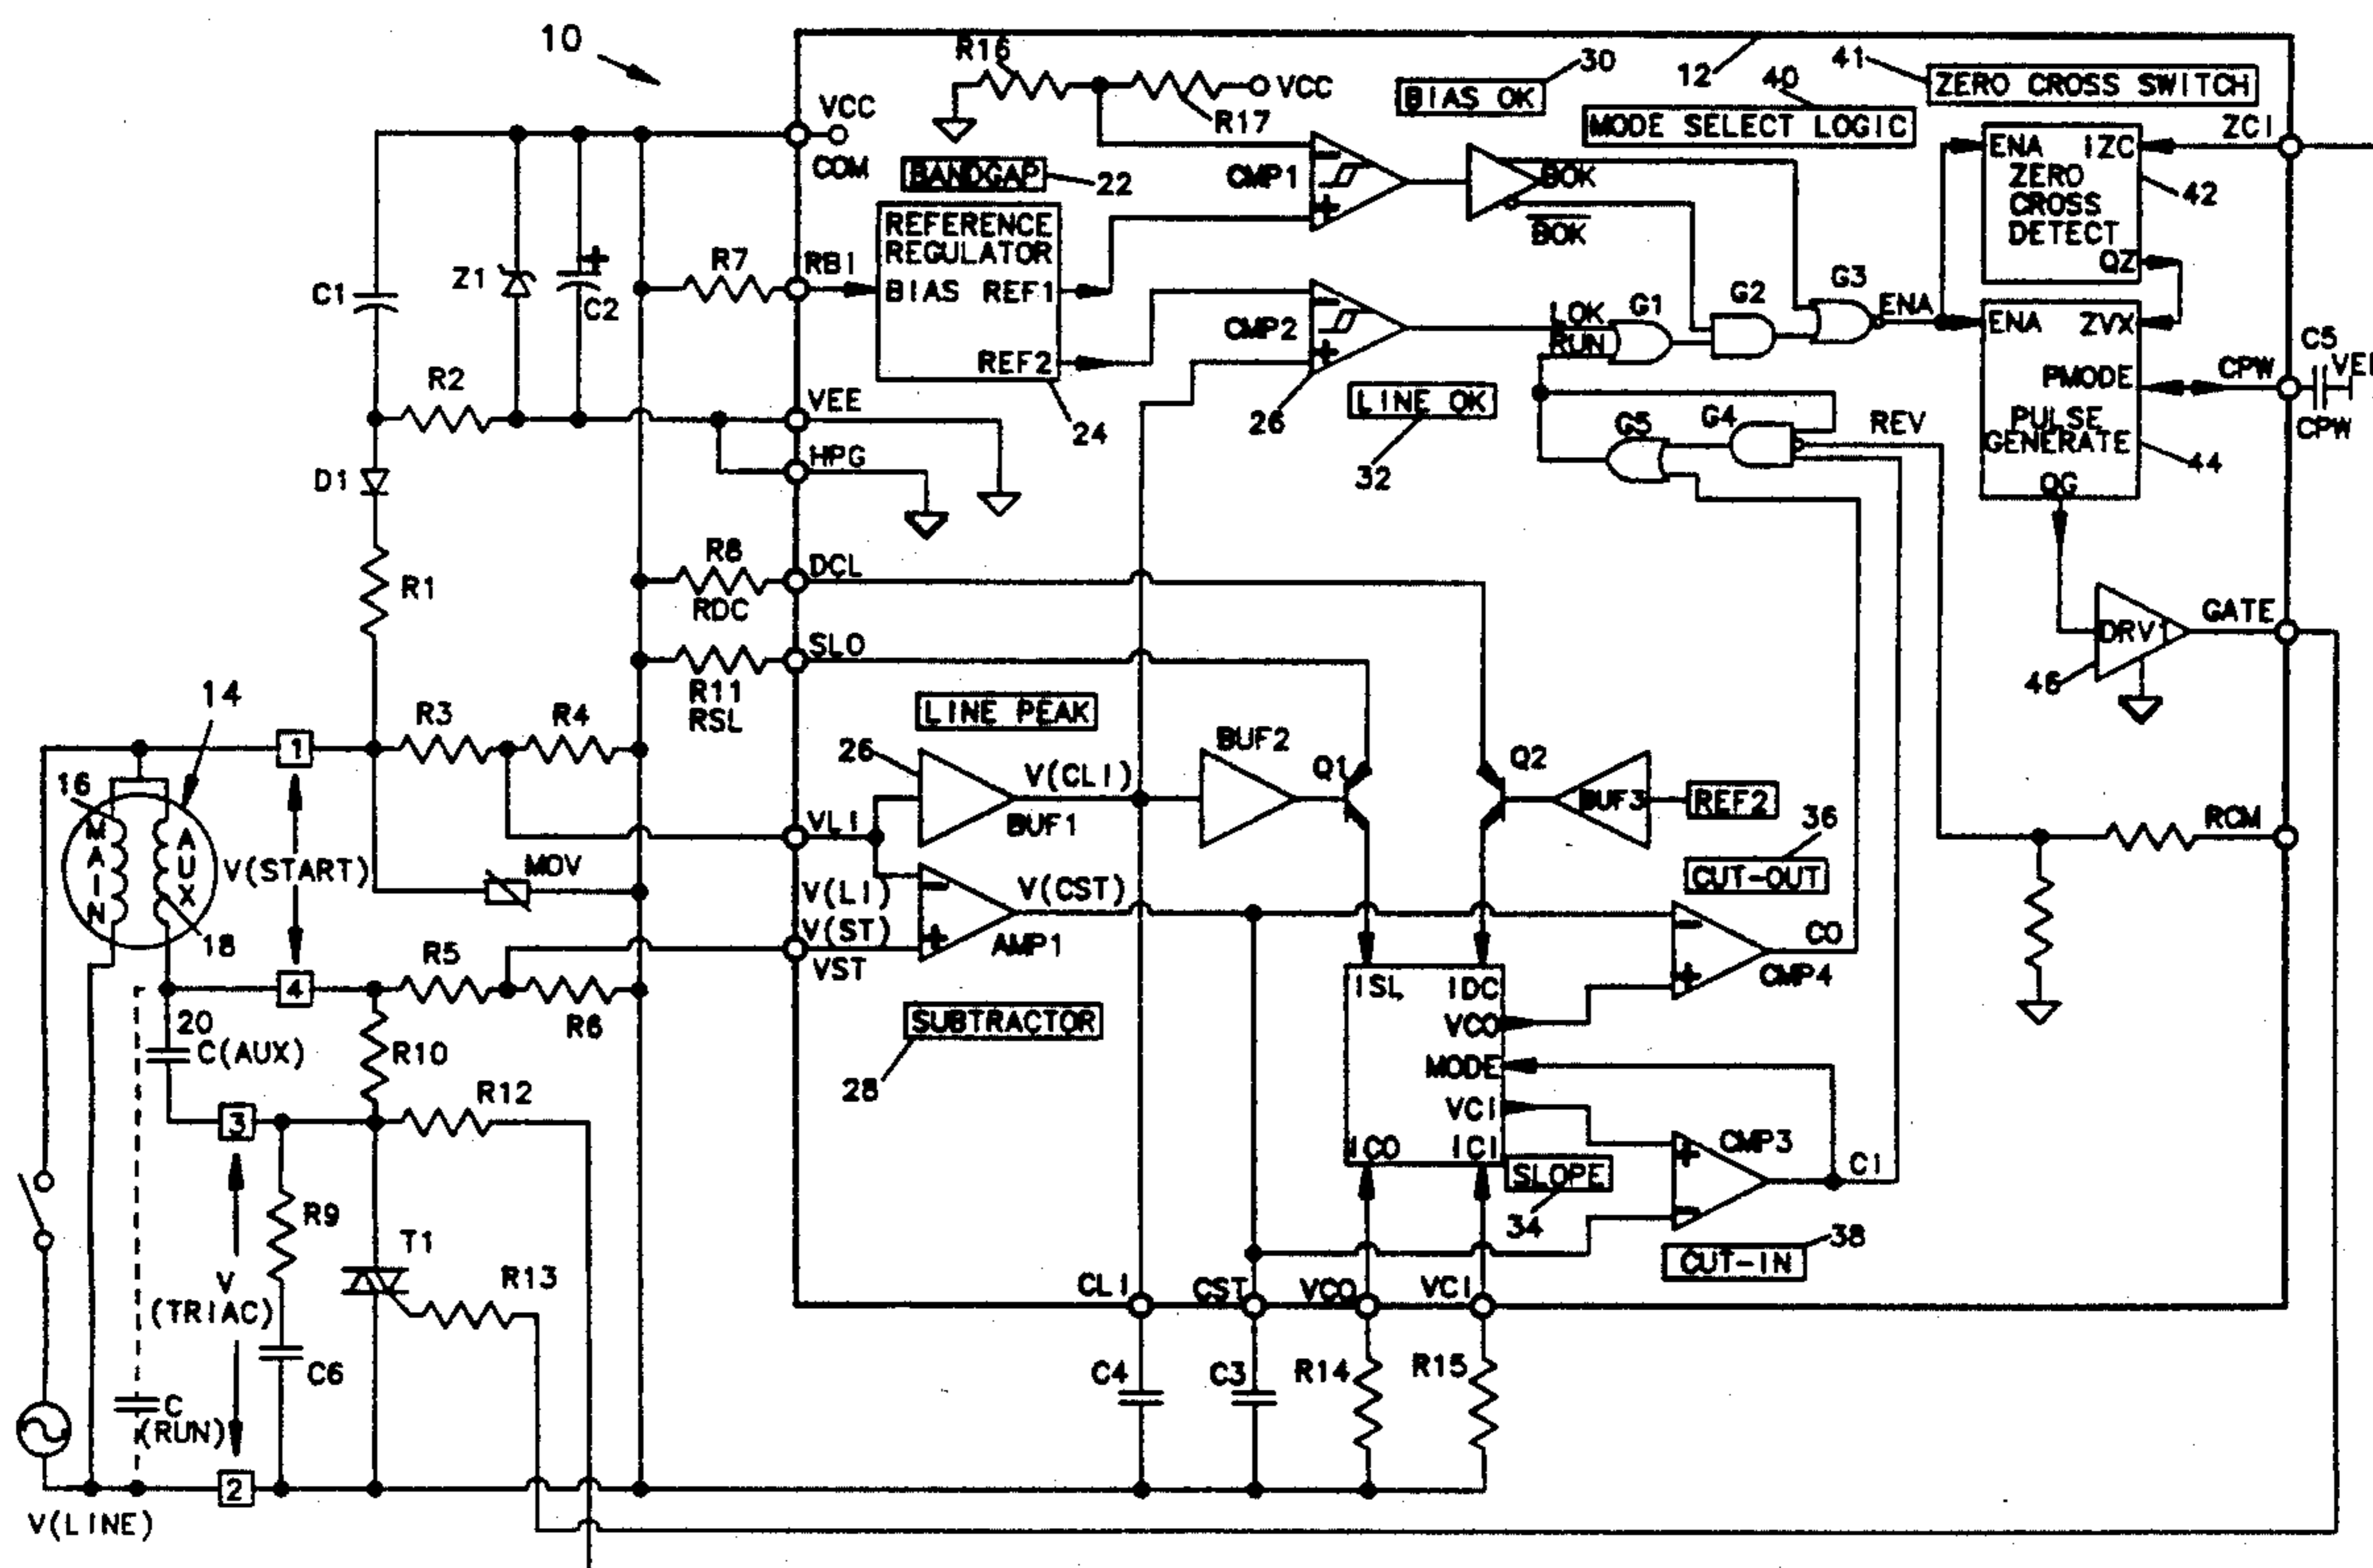 10
R16
VCC
R17
BIAS OK
30
12
40
MODE SELECT LOGIC
41
ZERO CROSS SWITCH
ZCI
VCC
COM
BANDGAP
22
CMP1
BOK
BOK
ENA IZC
ZERO
CROSS
DETECT
QZ
42
C1
Z1
C2
R7
RBI
REFERENCE
REGULATOR
BIAS REF1
REF2
24
CMP2
26
LOK
RUN
G1
G2
G3
ENA
ENA ZVX
PMODE
PULSE
GENERATE
QG
44
CPW
C5
CPW
R2
VEE
HPG
LINE OK
32
G5
G4
REV
D1
R1
R8
RDC
DCL
R11
RSL
SLO
DRV
46
GATE
14
R3
R4
LINE PEAK
26
BUF1
V(CLI)
BUF2
Q1
Q2
BUF3
REF2
1
16
MAIN
AUX
18
V(START)
MOV
VLI
V(LI)
V(ST)
VST
AMP1
V(CST)
36
CUT-OUT
RCM
CO
CMP4
4
R5
R6
20
C(AUX)
R10
SUBTRACTOR
28
ISL IDC
VCO
MODE
VCI
ICO ICI
SLOPE
34
CMP3
CI
CUT-IN
38
3
R12
R9
T1
R13
V
(TRIAC)
C6
C
(RUN)
CLI
CST
VCO
VCI
C4
C3
R14
R15
2
V(LINE)